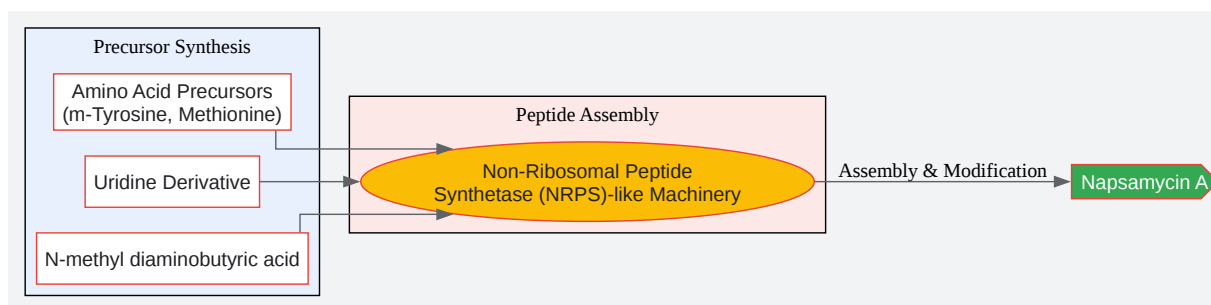 Precursor Synthesis
Amino Acid Precursors
(m-Tyrosine, Methionine)
Uridine Derivative
N-methyl diaminobutyric acid
Peptide Assembly
Non-Ribosomal Peptide
Synthetase (NRPS)-like Machinery
Assembly & Modification
Napsamycin A